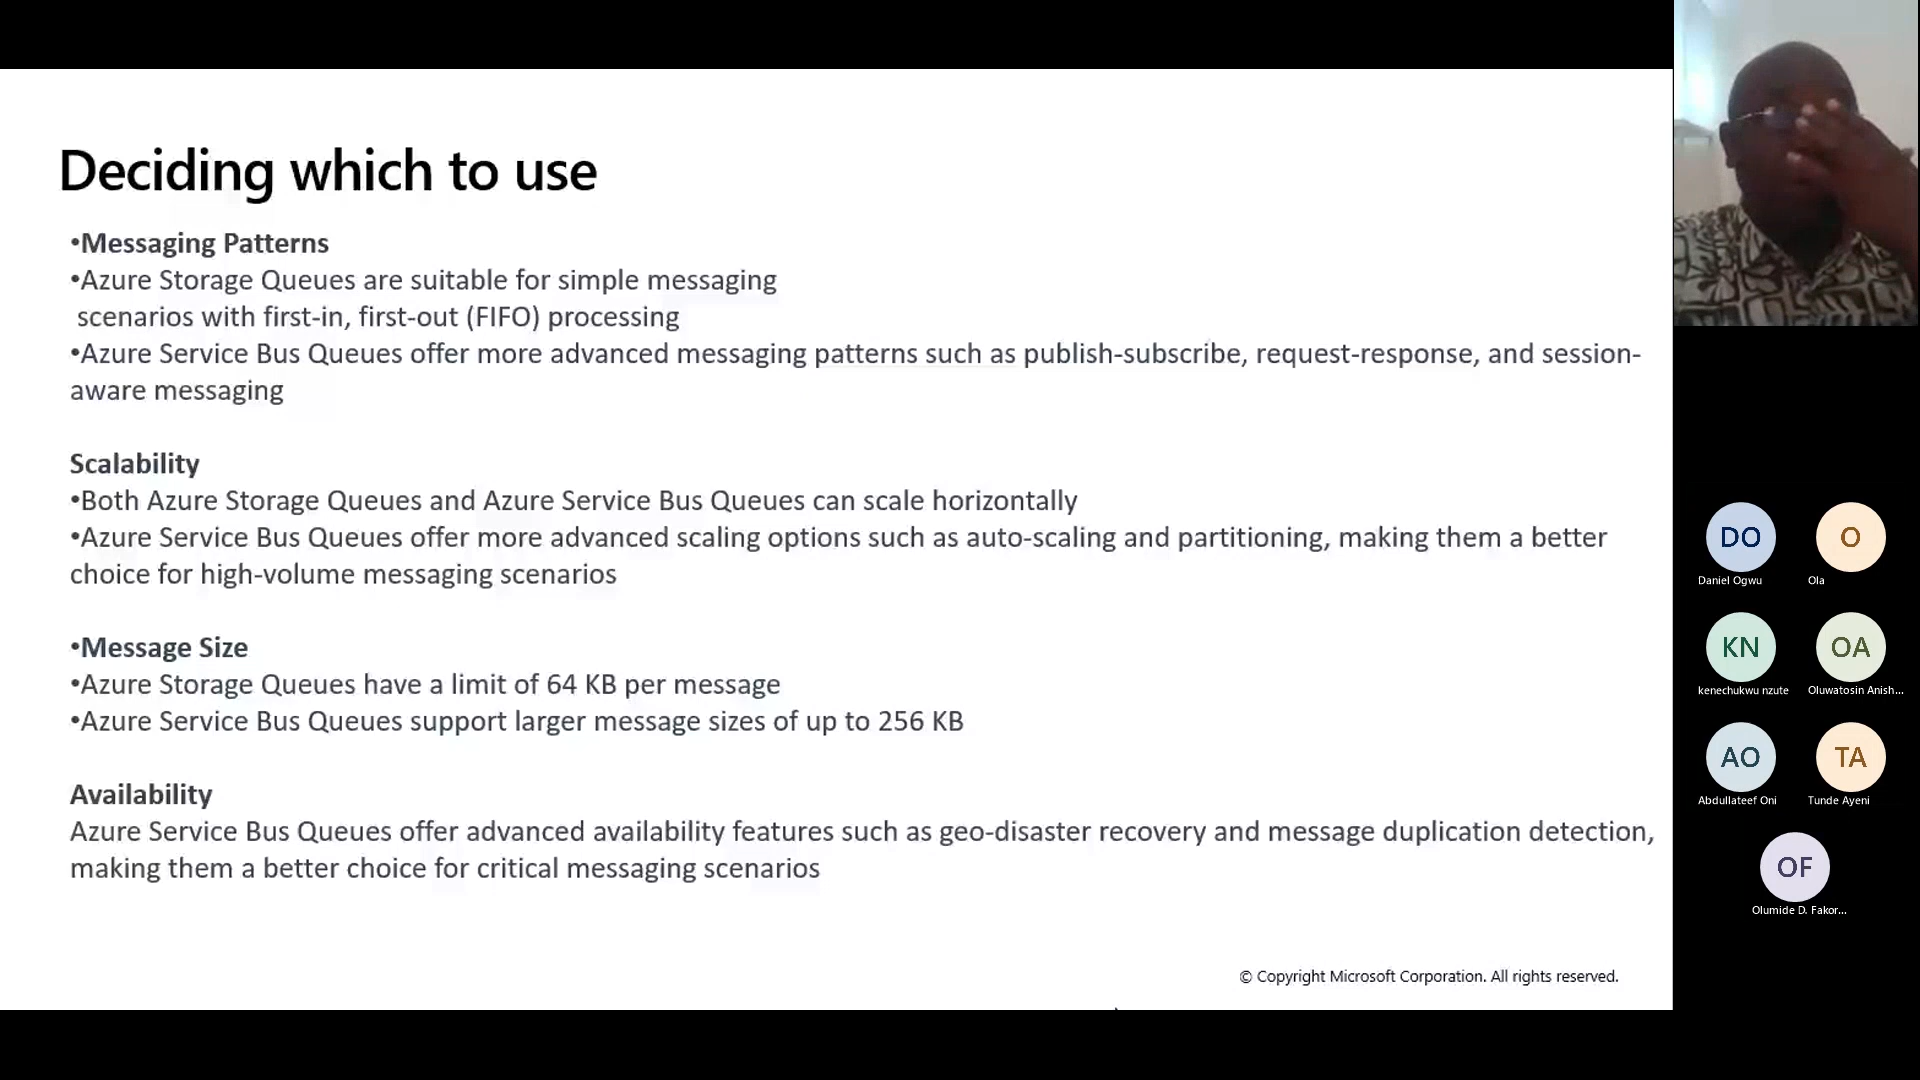 Deciding which to use
•Messaging Patterns
•Azure Storage Queues are suitable for simple messaging
scenarios with first-in, first-out (FIFO) processing
•Azure Service Bus Queues offer more advanced messaging patterns such as publish-subscribe, request-response, and session-
aware messaging
Scalability
•Both Azure Storage Queues and Azure Service Bus Queues can scale horizontally
•Azure Service Bus Queues offer more advanced scaling options such as auto-scaling and partitioning, making them a better
choice for high-volume messaging scenarios
•Message Size
•Azure Storage Queues have a limit of 64 KB per message
•Azure Service Bus Queues support larger message sizes of up to 256 KB
Availability
Azure Service Bus Queues offer advanced availability features such as geo-disaster recovery and message duplication detection,
making them a better choice for critical messaging scenarios
© Copyright Microsoft Corporation. All rights reserved.
DO
Daniel Ogwu
O
Ola
KN
kenechukwu nzute
OA
Oluwatosin Anish...
AO
Abdullateef Oni
TA
Tunde Ayeni
OF
Olumide D. Fakor...